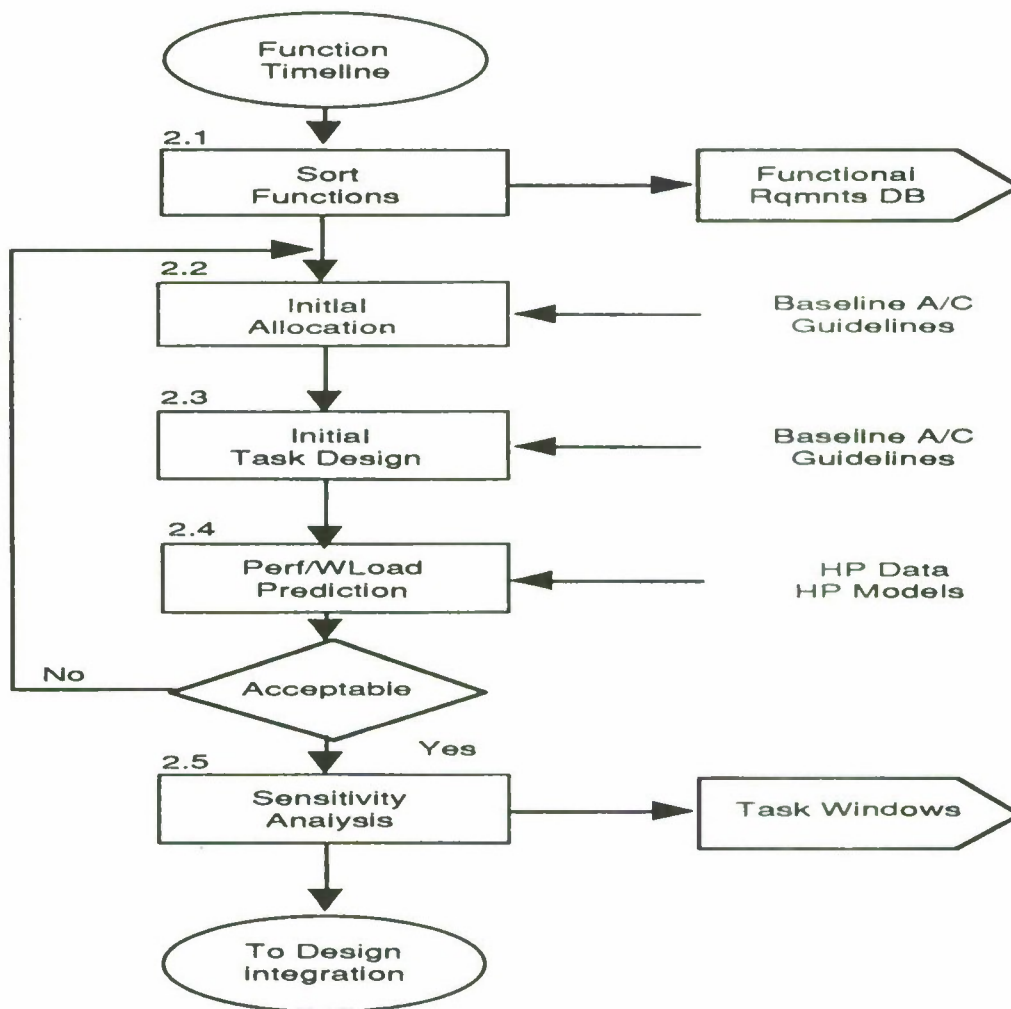 Function
Timeline
2.1
Sort
Functions
Functional
Rqmnts DB
2.2
Initial
Allocation
Baseline A/C
Guidelines
2.3
Initial
Task Design
Baseline A/C
Guidelines
2.4
Perf/WLoad
Prediction
HP Data
HP Models
No
Acceptable
Yes
2.5
Sensitivity
Analysis
Task Windows
To Design
integration